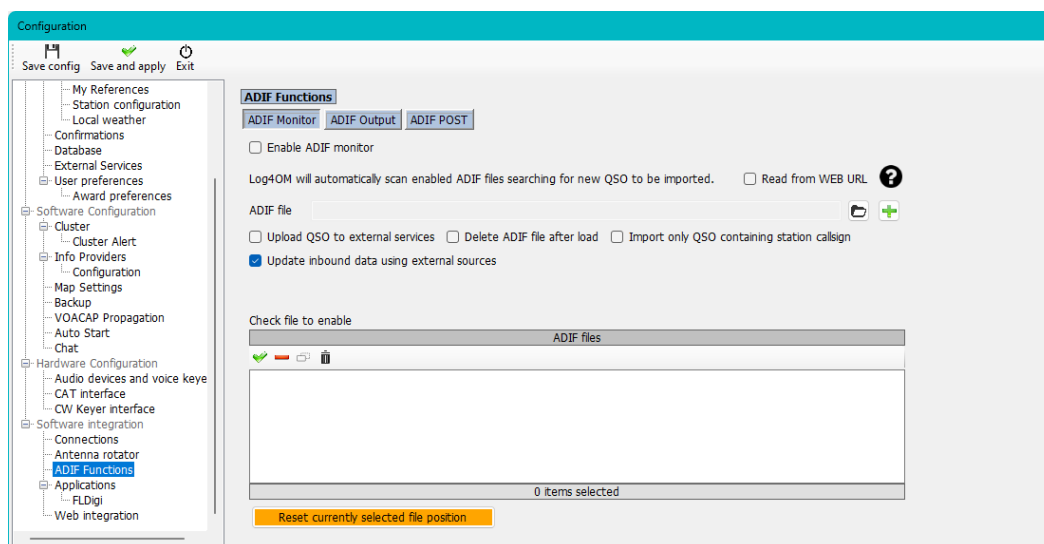 Configuration
Save config Save and apply Exit
My References
Station configuration
Local weather
Confirmations
Database
External Services
User preferences
Award preferences
Software Configuration
Cluster
Cluster Alert
Info Providers
Configuration
Map Settings
Backup
VOACAP Propagation
Auto Start
Chat
Hardware Configuration
Audio devices and voice keye
CAT interface
CW Keyer interface
Software integration
Connections
Antenna rotator
ADIF Functions
Applications
FLDigi
Web integration
ADIF Functions
ADIF Monitor ADIF Output ADIF POST
Enable ADIF monitor
Log4OM will automatically scan enabled ADIF files searching for new QSO to be imported. Read from WEB URL ?
ADIF file
Upload QSO to external services Delete ADIF file after load Import only QSO containing station callsign
Update inbound data using external sources
Check file to enable
ADIF files
0 items selected
Reset currently selected file position